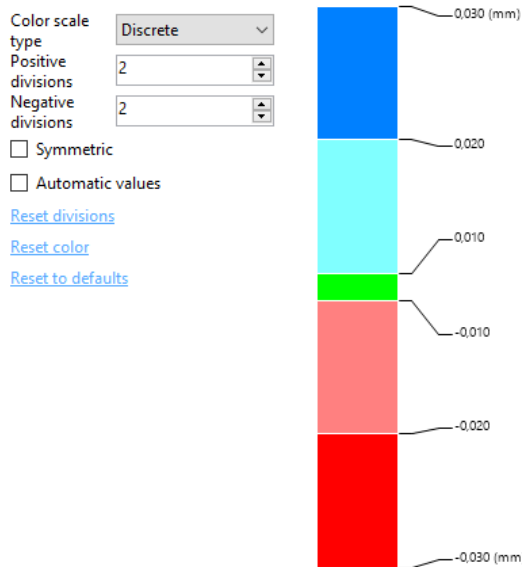 Color scale
type
Discrete
Positive
divisions
2
Negative
divisions
2
Symmetric
Automatic values
Reset divisions
Reset color
Reset to defaults
0,030 (mm)
0,020
0,010
-0,010
-0,020
-0,030 (mm